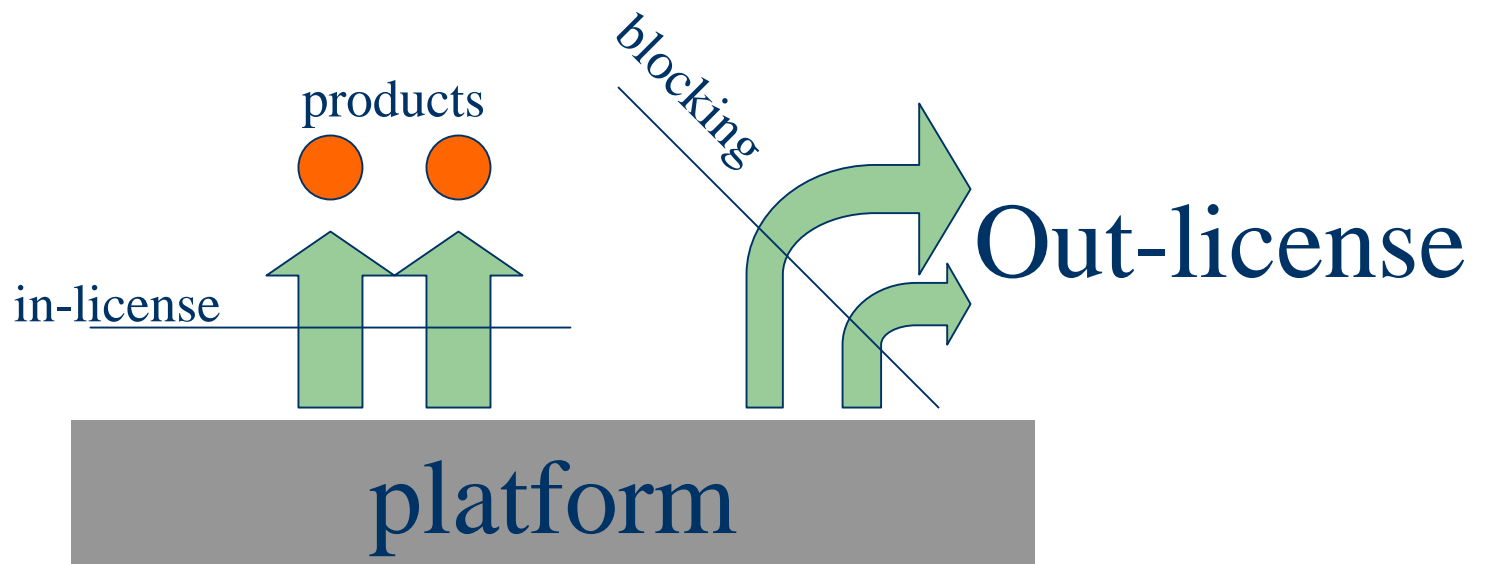 products
blocking
in-license
Out-license
platform